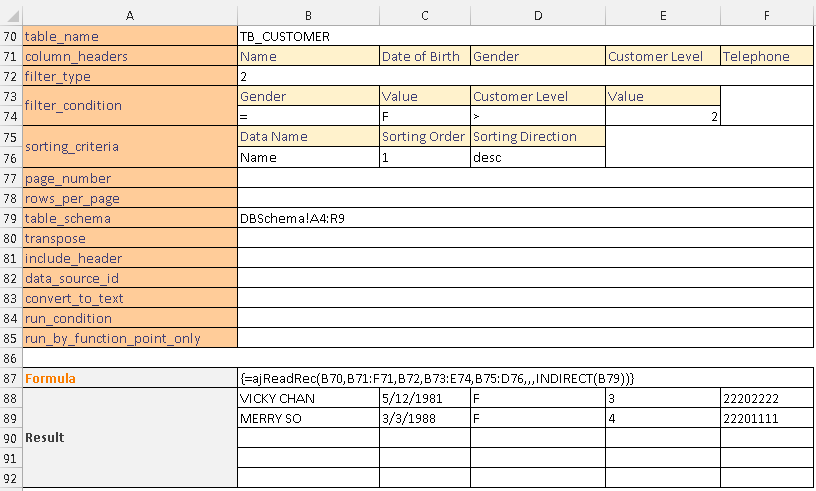 A B C D E F
70 table_name TB_CUSTOMER
71 column_headers Name Date of Birth Gender Customer Level Telephone
72 filter_type 2
73 filter_condition Gender Value Customer Level Value
74 = F > 2
75 sorting_criteria Data Name Sorting Order Sorting Direction
76 Name 1 desc
77 page_number
78 rows_per_page
79 table_schema DBSchema!A4:R9
80 transpose
81 include_header
82 data_source_id
83 convert_to_text
84 run_condition
85 run_by_function_point_only
86
87 Formula {=ajReadRec(B70,B71:F71,B72,B73:E74,B75:D76,,,INDIRECT(B79))}
88 VICKY CHAN 5/12/1981 F 3 22202222
89 MERRY SO 3/3/1988 F 4 22201111
90 Result
91
92